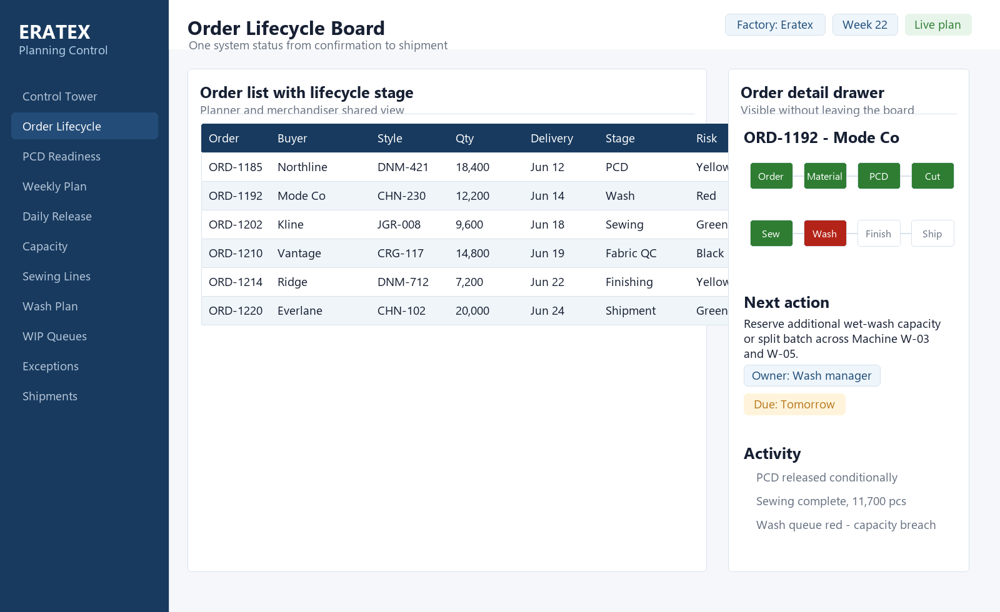 ERATEX
Planning Control
Control Tower
Order Lifecycle
PCD Readiness
Weekly Plan
Daily Release
Capacity
Sewing Lines
Wash Plan
WIP Queues
Exceptions
Shipments
Order Lifecycle Board
One system status from confirmation to shipment
Factory: Eratex Week 22 Live plan
Order list with lifecycle stage
Planner and merchandiser shared view
Order Buyer Style Qty Delivery Stage Risk
ORD-1185 Northline DNM-421 18,400 Jun 12 PCD Yellow
ORD-1192 Mode Co CHN-230 12,200 Jun 14 Wash Red
ORD-1202 Kline JGR-008 9,600 Jun 18 Sewing Green
ORD-1210 Vantage CRG-117 14,800 Jun 19 Fabric QC Black
ORD-1214 Ridge DNM-712 7,200 Jun 22 Finishing Yellow
ORD-1220 Everlane CHN-102 20,000 Jun 24 Shipment Green
Order detail drawer
Visible without leaving the board
ORD-1192 - Mode Co
Order Material PCD Cut
Sew Wash Finish Ship
Next action
Reserve additional wet-wash capacity
or split batch across Machine W-03
and W-05.
Owner: Wash manager
Due: Tomorrow
Activity
PCD released conditionally
Sewing complete, 11,700 pcs
Wash queue red - capacity breach